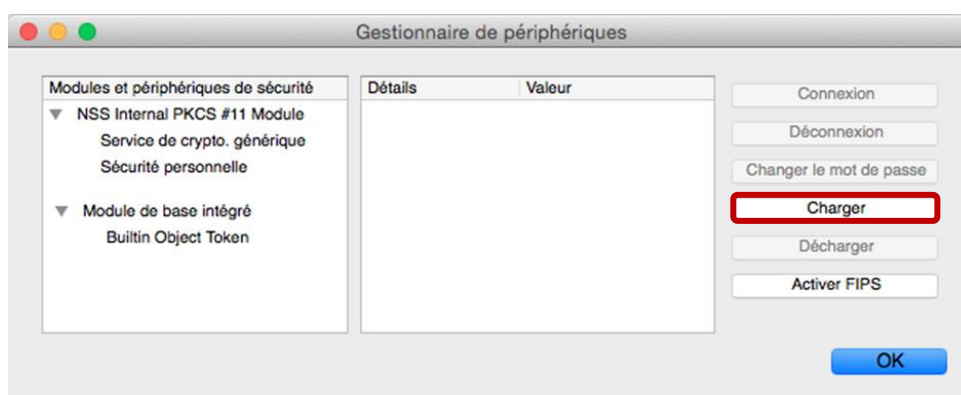 Gestionnaire de périphériques
Modules et périphériques de sécurité
NSS Internal PKCS #11 Module
Service de crypto. générique
Sécurité personnelle
Module de base intégré
Builtin Object Token
Détails Valeur
Connexion
Déconnexion
Changer le mot de passe
Charger
Décharger
Activer FIPS
OK